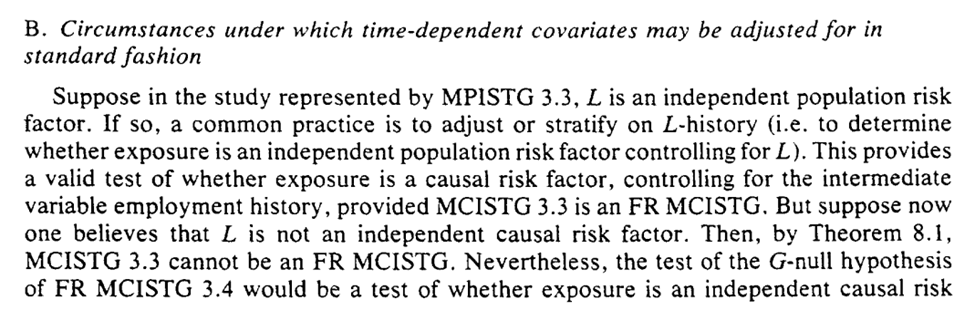 B. Circumstances under which time-dependent covariates may be adjusted for in
standard fashion
Suppose in the study represented by MPISTG 3.3, L is an independent population risk
factor. If so, a common practice is to adjust or stratify on L-history (i.e. to determine
whether exposure is an independent population risk factor controlling for L). This provides
a valid test of whether exposure is a causal risk factor, controlling for the intermediate
variable employment history, provided MCISTG 3.3 is an FR MCISTG. But suppose now
one believes that L is not an independent causal risk factor. Then, by Theorem 8.1,
MCISTG 3.3 cannot be an FR MCISTG. Nevertheless, the test of the G-null hypothesis
of FR MCISTG 3.4 would be a test of whether exposure is an independent causal risk